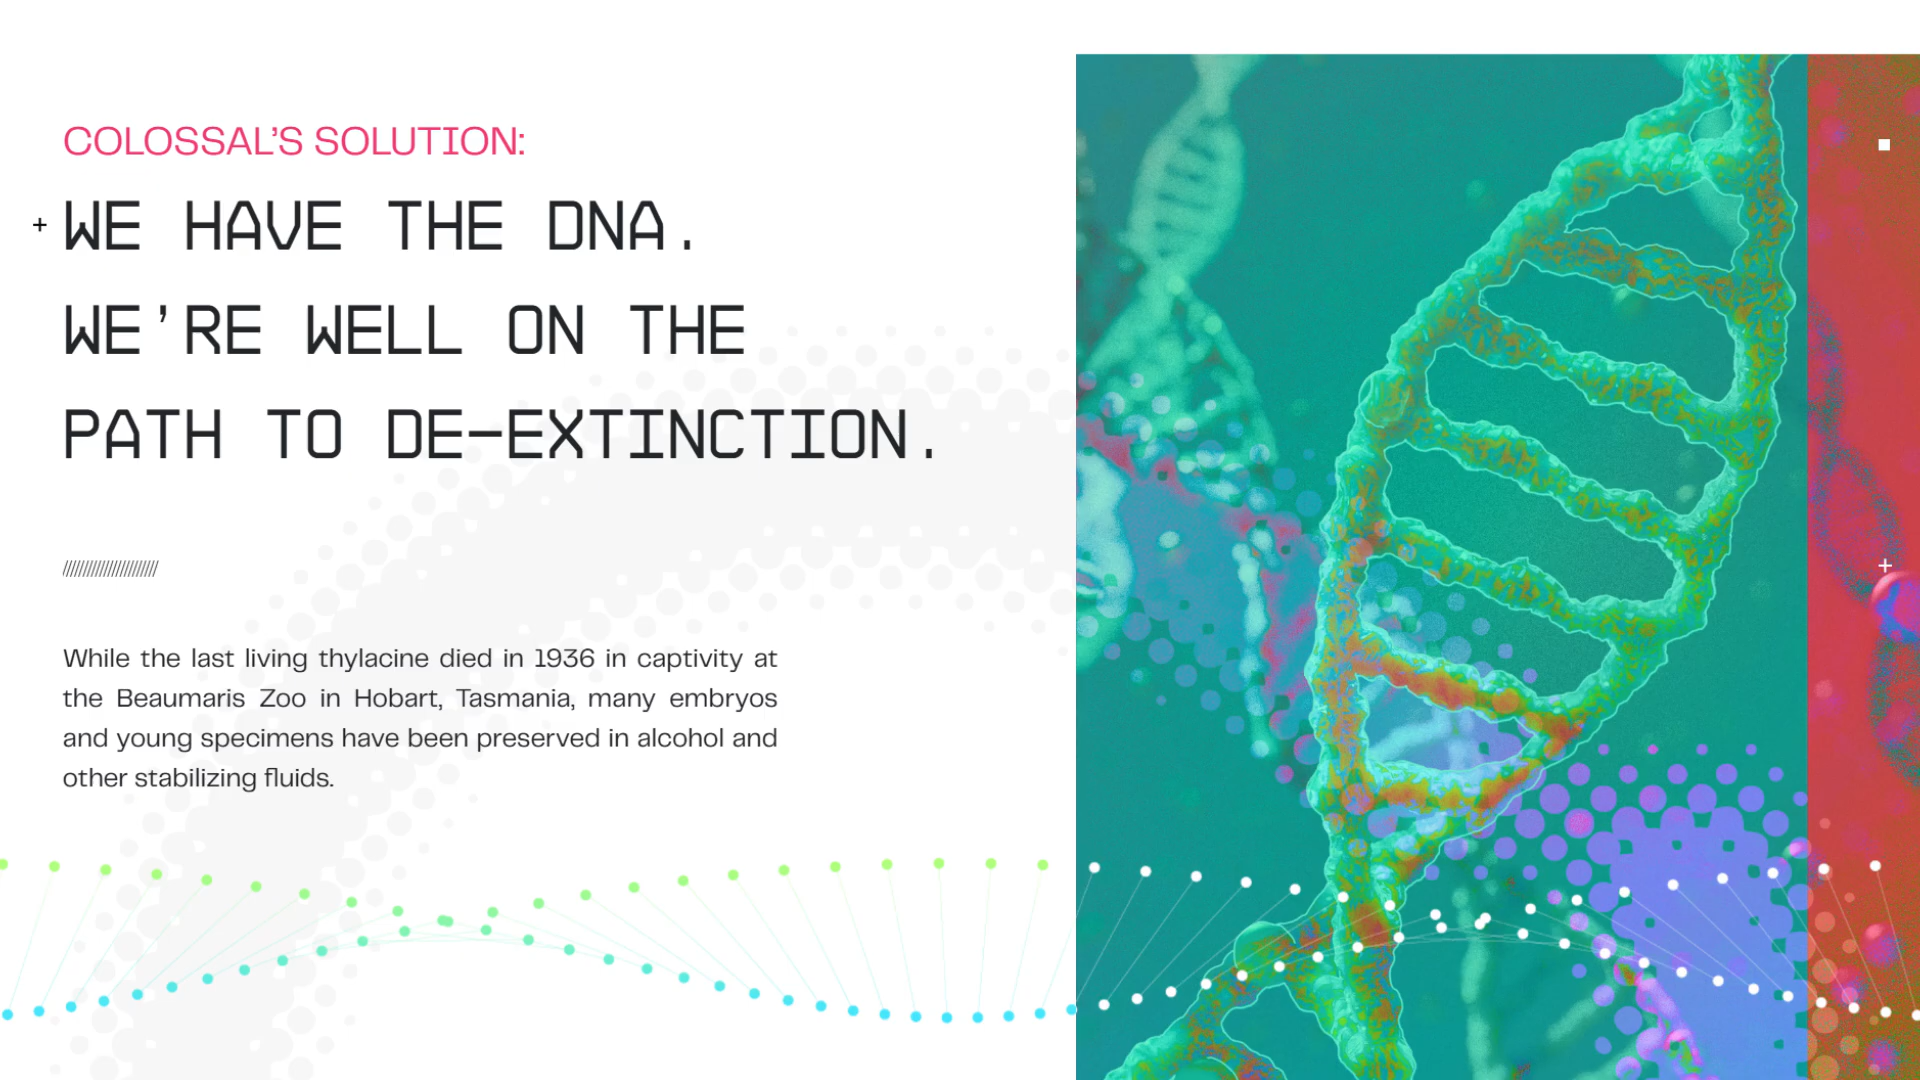 COLOSSAL’S SOLUTION:
WE HAVE THE DNA.
WE’RE WELL ON THE
PATH TO DE–EXTINCTION.
While the last living thylacine died in 1936 in captivity at
the Beaumaris Zoo in Hobart, Tasmania, many embryos
and young specimens have been preserved in alcohol and
other stabilizing fluids.